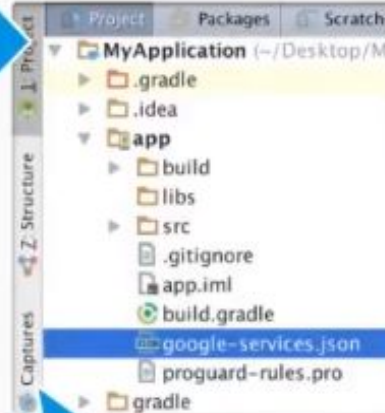 Project Packages Scratch
MyApplication (~/Desktop/M
.gradle
.idea
app
build
libs
src
.gitignore
app.iml
build.gradle
google-services.json
proguard-rules.pro
gradle
1: Project
Z: Structure
Captures